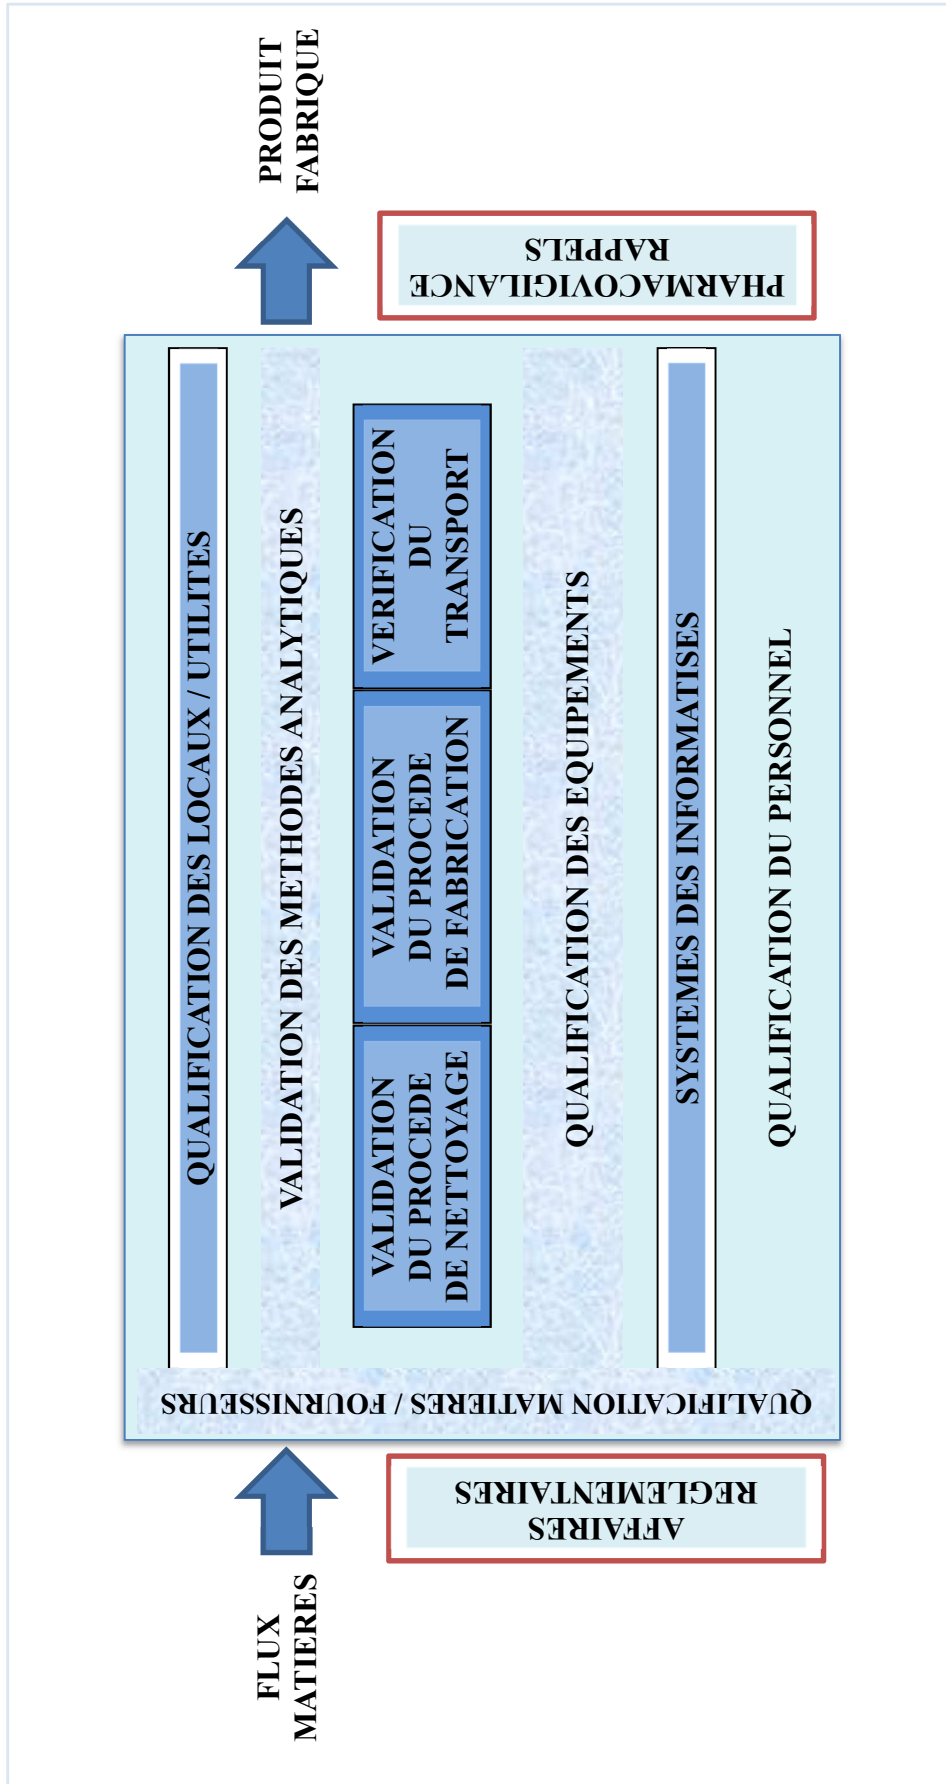 FLUX
MATIERES
AFFAIRES
REGLEMENTAIRES
QUALIFICATION MATIERES / FOURNISSEURS
QUALIFICATION DES LOCAUX / UTILITES
VALIDATION DES METHODES ANALYTIQUES
VALIDATION
DU PROCEDE
DE NETTOYAGE
VALIDATION
DU PROCEDE
DE FABRICATION
VERIFICATION
DU
TRANSPORT
QUALIFICATION DES EQUIPEMENTS
SYSTEMES DES INFORMATISES
QUALIFICATION DU PERSONNEL
PRODUIT
FABRIQUE
PHARMACOVIGILANCE
RAPPELS